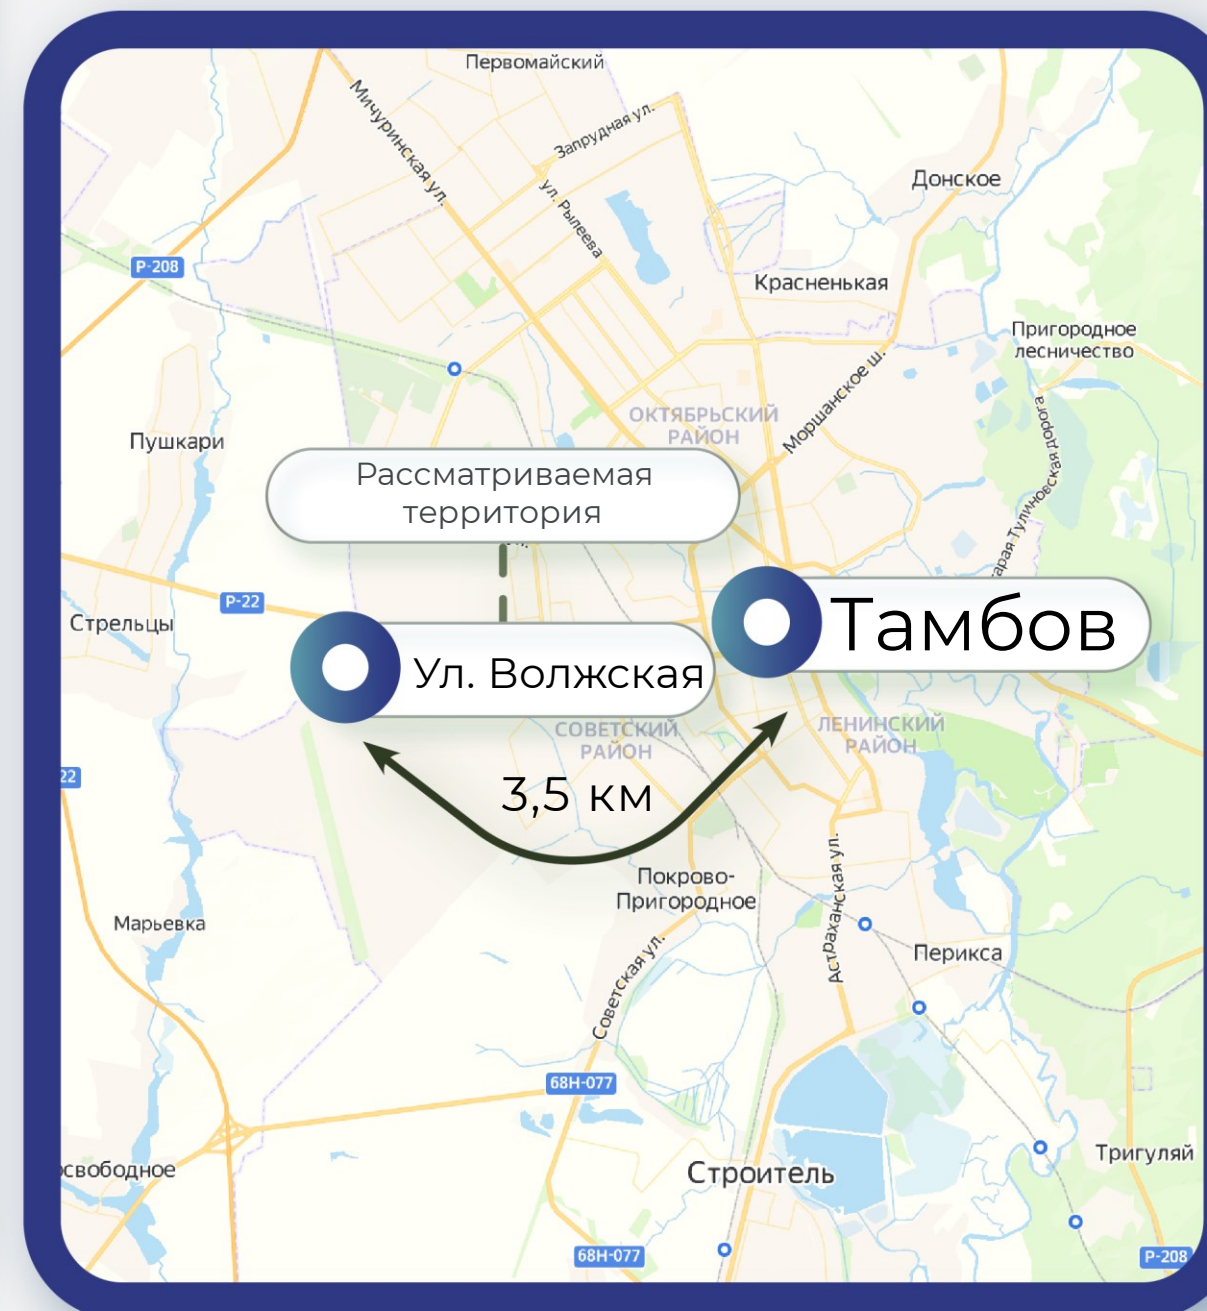 Первомайский
Мичуринская ул.
Запрудная ул.
ул. Рылеева
Донское
Р-208
Красненькая
Пригородное
лесничество
Моршанское ш.
ОКТЯБРЬСКИЙ
РАЙОН
Пушкари
Рассматриваемая
территория
Тулиновская дорога
Р-22
Стрельцы
Тамбов
Ул. Волжская
СОВЕТСКИЙ
РАЙОН
ЛЕНИНСКИЙ
РАЙОН
22
3,5 км
Покрово-
Пригородное
Астраханская ул.
Марьевка
Советская ул.
Перикса
68Н-077
Тригуляй
Строитель
68Н-077
Р-208